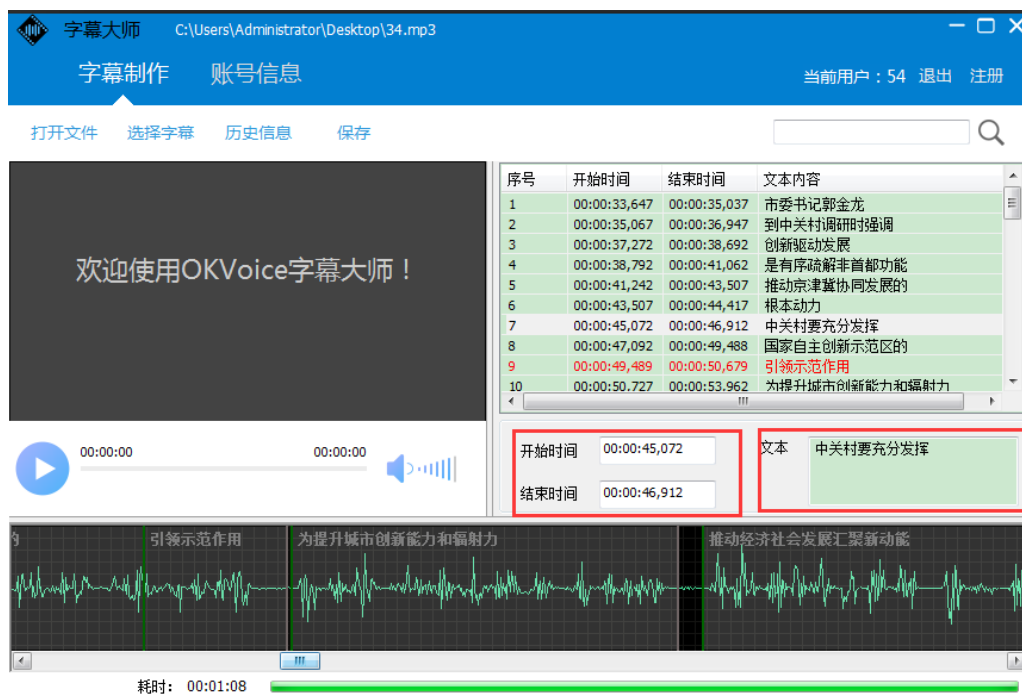 字幕大师 C:\Users\Administrator\Desktop\34.mp3
字幕制作 账号信息 当前用户：54 退出 注册
打开文件 选择字幕 历史信息 保存
欢迎使用OKVoice字幕大师！
序号 开始时间 结束时间 文本内容
1 00:00:33,647 00:00:35,037 市委书记郭金龙
2 00:00:35,067 00:00:36,947 到中关村调研时强调
3 00:00:37,272 00:00:38,692 创新驱动发展
4 00:00:38,792 00:00:41,062 是有序疏解非首都功能
5 00:00:41,242 00:00:43,507 推动京津冀协同发展的
6 00:00:43,507 00:00:44,417 根本动力
7 00:00:45,072 00:00:46,912 中关村要充分发挥
8 00:00:47,092 00:00:49,488 国家自主创新示范区的
9 00:00:49,489 00:00:50,679 引领示范作用
10 00:00:50,727 00:00:53,962 为提升城市创新能力和辐射力
00:00:00 00:00:00
开始时间 00:00:45,072 文本 中关村要充分发挥
结束时间 00:00:46,912
的 引领示范作用 为提升城市创新能力和辐射力 推动经济社会发展汇聚新动能
耗时： 00:01:08